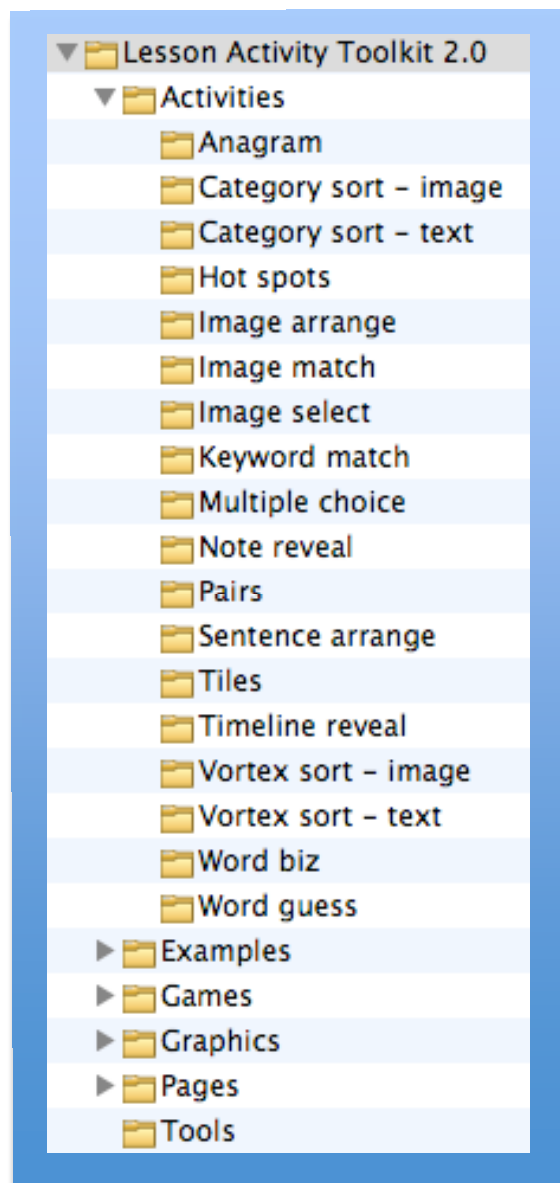 Lesson Activity Toolkit 2.0
Activities
Anagram
Category sort – image
Category sort – text
Hot spots
Image arrange
Image match
Image select
Keyword match
Multiple choice
Note reveal
Pairs
Sentence arrange
Tiles
Timeline reveal
Vortex sort – image
Vortex sort – text
Word biz
Word guess
Examples
Games
Graphics
Pages
Tools